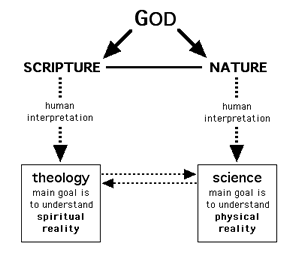 GOD
SCRIPTURE NATURE
human interpretation
human interpretation
theology
main goal is
to understand
spiritual
reality
science
main goal is
to understand
physical
reality